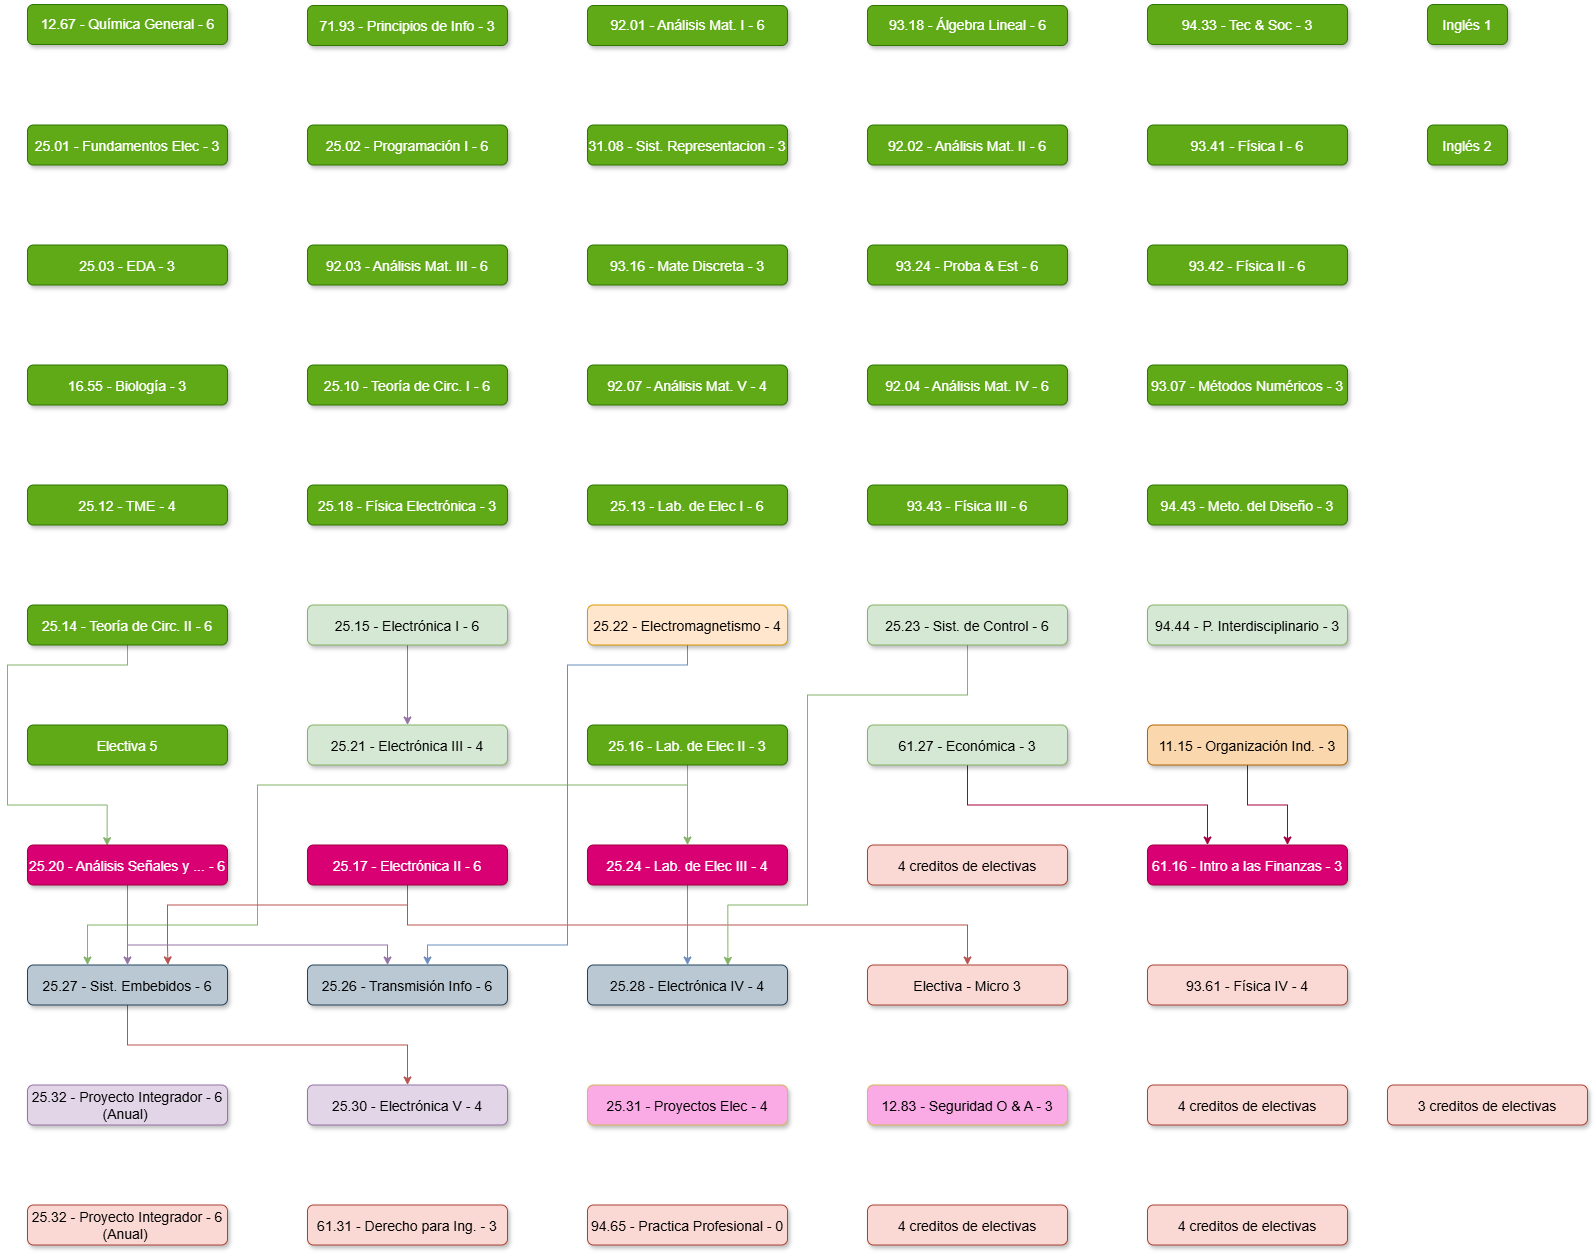 12.67 - Química General - 6
71.93 - Principios de Info - 3
92.01 - Análisis Mat. I - 6
93.18 - Álgebra Lineal - 6
94.33 - Tec & Soc - 3
Inglés 1
25.01 - Fundamentos Elec - 3
25.02 - Programación I - 6
31.08 - Sist. Representacion - 3
92.02 - Análisis Mat. II - 6
93.41 - Física I - 6
Inglés 2
25.03 - EDA - 3
92.03 - Análisis Mat. III - 6
93.16 - Mate Discreta - 3
93.24 - Proba & Est - 6
93.42 - Física II - 6
16.55 - Biología - 3
25.10 - Teoría de Circ. I - 6
92.07 - Análisis Mat. V - 4
92.04 - Análisis Mat. IV - 6
93.07 - Métodos Numéricos - 3
25.12 - TME - 4
25.18 - Física Electrónica - 3
25.13 - Lab. de Elec I - 6
93.43 - Física III - 6
94.43 - Meto. del Diseño - 3
25.14 - Teoría de Circ. II - 6
25.15 - Electrónica I - 6
25.22 - Electromagnetismo - 4
25.23 - Sist. de Control - 6
94.44 - P. Interdisciplinario - 3
Electiva 5
25.21 - Electrónica III - 4
25.16 - Lab. de Elec II - 3
61.27 - Económica - 3
11.15 - Organización Ind. - 3
25.20 - Análisis Señales y ... - 6
25.17 - Electrónica II - 6
25.24 - Lab. de Elec III - 4
4 creditos de electivas
61.16 - Intro a las Finanzas - 3
25.27 - Sist. Embebidos - 6
25.26 - Transmisión Info - 6
25.28 - Electrónica IV - 4
Electiva - Micro 3
93.61 - Física IV - 4
25.32 - Proyecto Integrador - 6
(Anual)
25.30 - Electrónica V - 4
25.31 - Proyectos Elec - 4
12.83 - Seguridad O & A - 3
4 creditos de electivas
3 creditos de electivas
25.32 - Proyecto Integrador - 6
(Anual)
61.31 - Derecho para Ing. - 3
94.65 - Practica Profesional - 0
4 creditos de electivas
4 creditos de electivas